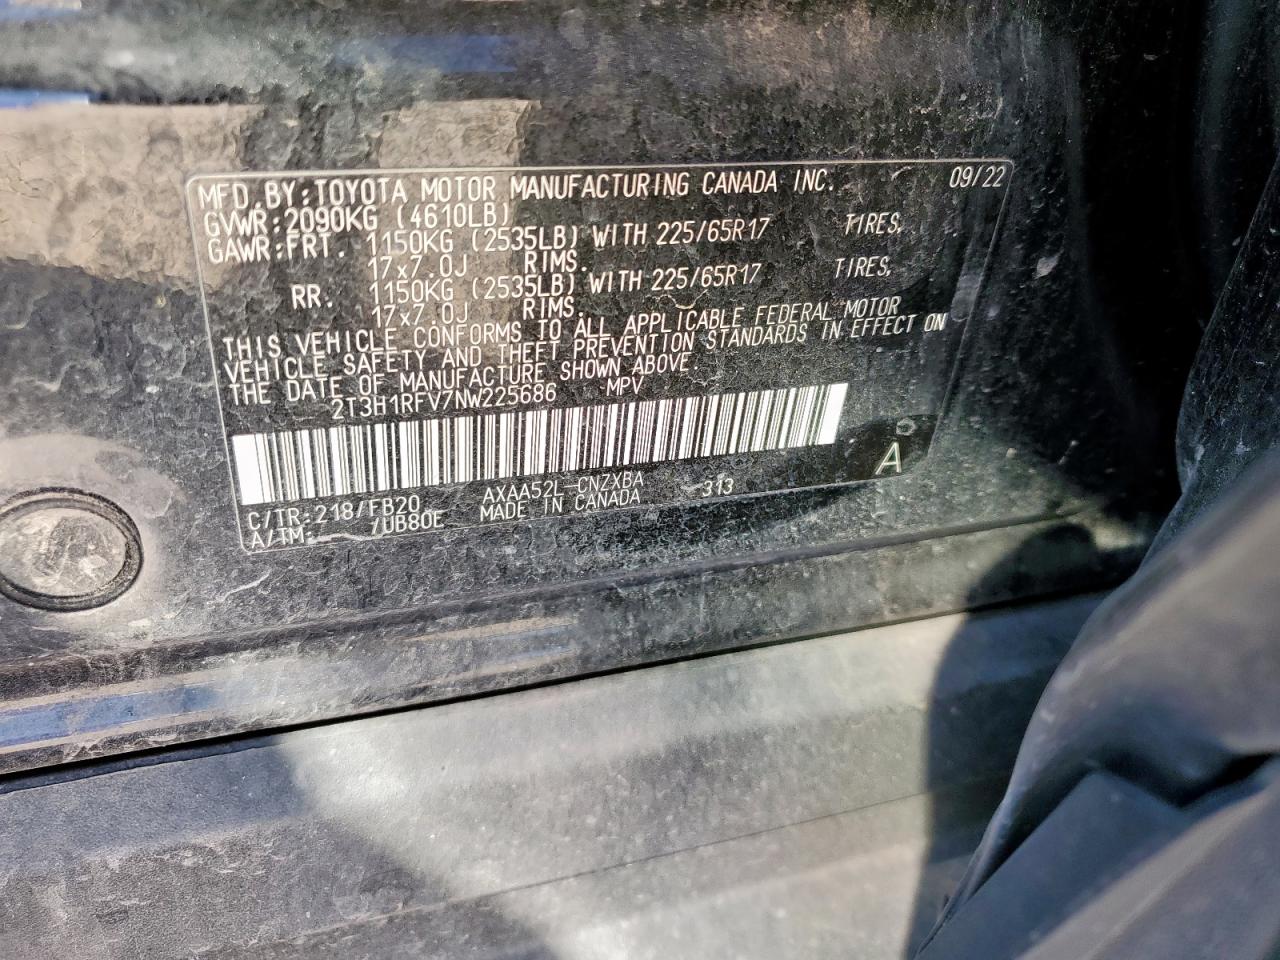 MFD.BY:TOYOTA MOTOR MANUFACTURING CANADA INC. 09/22
GVWR:2090KG (4610LB)
GAWR:FRT. 1150KG (2535LB) WITH 225/65R17 TIRES,
17x7.0J RIMS.
RR. 1150KG (2535LB) WITH 225/65R17 TIRES,
17x7.0J RIMS.
THIS VEHICLE CONFORMS TO ALL APPLICABLE FEDERAL MOTOR
VEHICLE SAFETY AND THEFT PREVENTION STANDARDS IN EFFECT ON
THE DATE OF MANUFACTURE SHOWN ABOVE.
2T3H1RFV7NW225686 MPV
A
C/TR:218/FB20 AXAA52L-CNZXBA 313
A/TM: /UB80E MADE IN CANADA